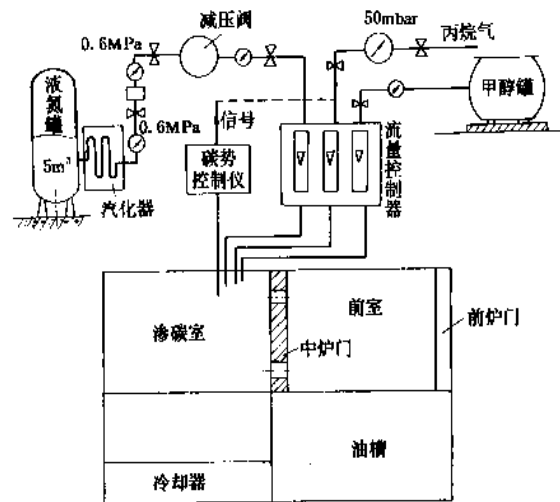 减压阀
50mbar
丙烷气
0.6MPa
液氮罐
5m³
0.6MPa
汽化器
信号
碳势
控制仪
流量控制器
甲醇罐
渗碳室
前室
前炉门
中炉门
油槽
冷却器